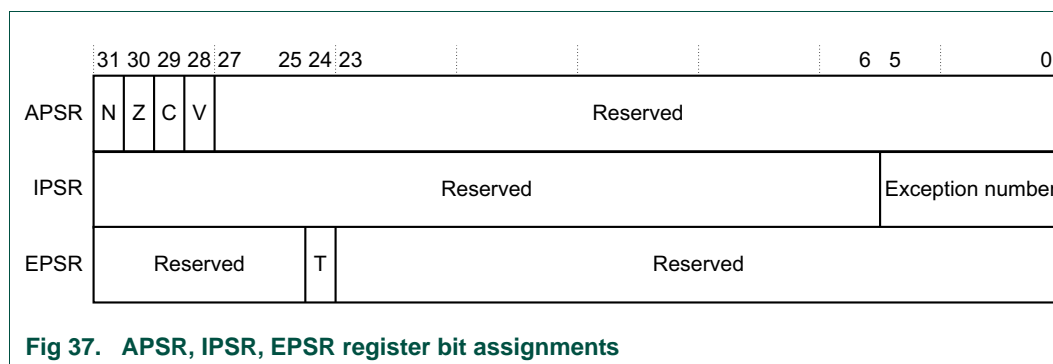 31 30 29 28 27 25 24 23 6 5 0
APSR N Z C V Reserved
IPSR Reserved Exception number
EPSR Reserved T Reserved
Fig 37. APSR, IPSR, EPSR register bit assignments